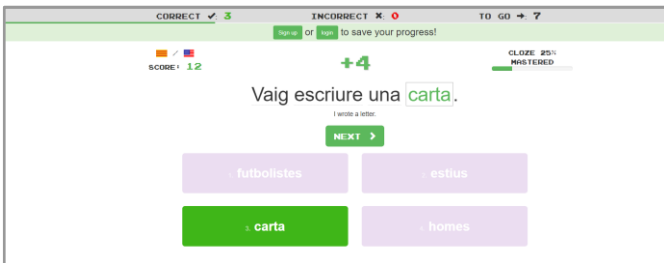 CORRECT ✔: 3 INCORRECT ✖: 0 TO GO ➔: 7
Sign up or login to save your progress!
/
SCORE: 12
+4
CLOZE 25%
MASTERED
Vaig escriure una carta.
I wrote a letter.
NEXT >
1. futbolistes
2. estius
3. carta
4. homes